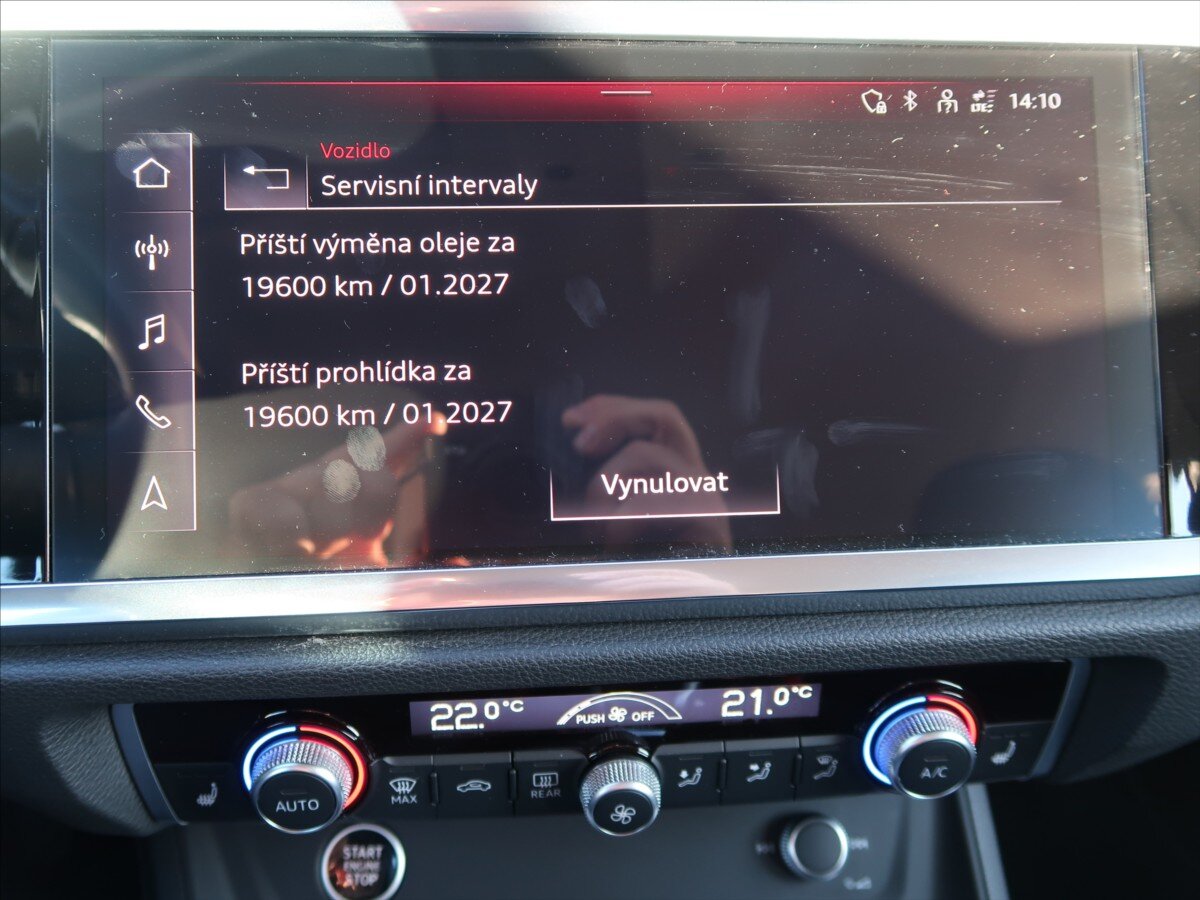 LTE
14:10
Vozidlo
Servisní intervaly
Příští výměna oleje za
19600 km / 01.2027
Příští prohlídka za
19600 km / 01.2027
Vynulovat
22.0°C
PUSH OFF
21.0°C
AUTO
MAX
REAR
A/C
START
ENGINE
STOP